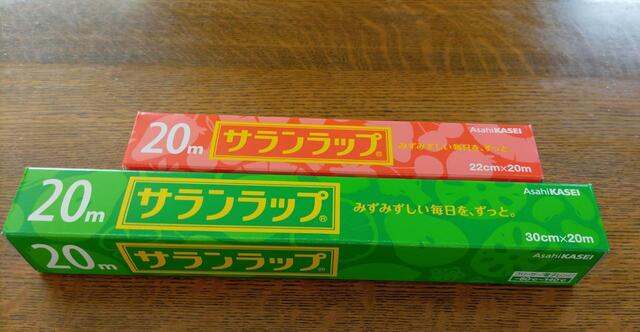 20m
サランラップ®
AsahiKASEI
みずみずしい毎日を、ずっと。
22cm×20m
20m
サランラップ®
AsahiKASEI
みずみずしい毎日を、ずっと。
30cm×20m
20m
サランラップ®
AsahiKASEI
-60℃~140℃